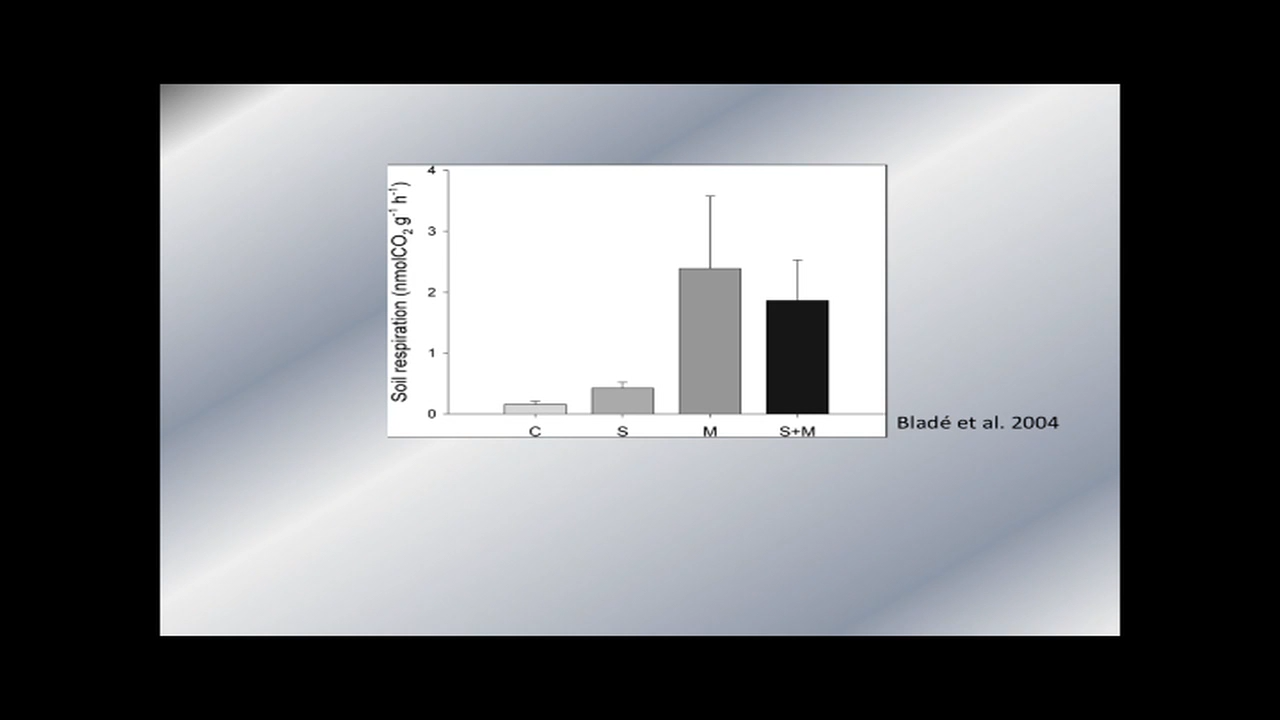 Soil respiration (nmolCO2 g-1 h-1)
4
3
2
1
0
C S M S+M
Bladé et al. 2004